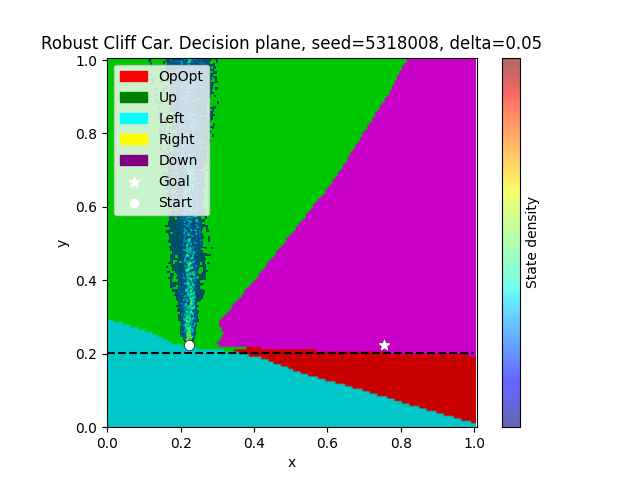 Robust Cliff Car. Decision plane, seed=5318008, delta=0.05
OpOpt
Up
Left
Right
Down
Goal
Start
1.0
0.8
0.6
0.4
0.2
0.0
y
0.0 0.2 0.4 0.6 0.8 1.0
x
State density